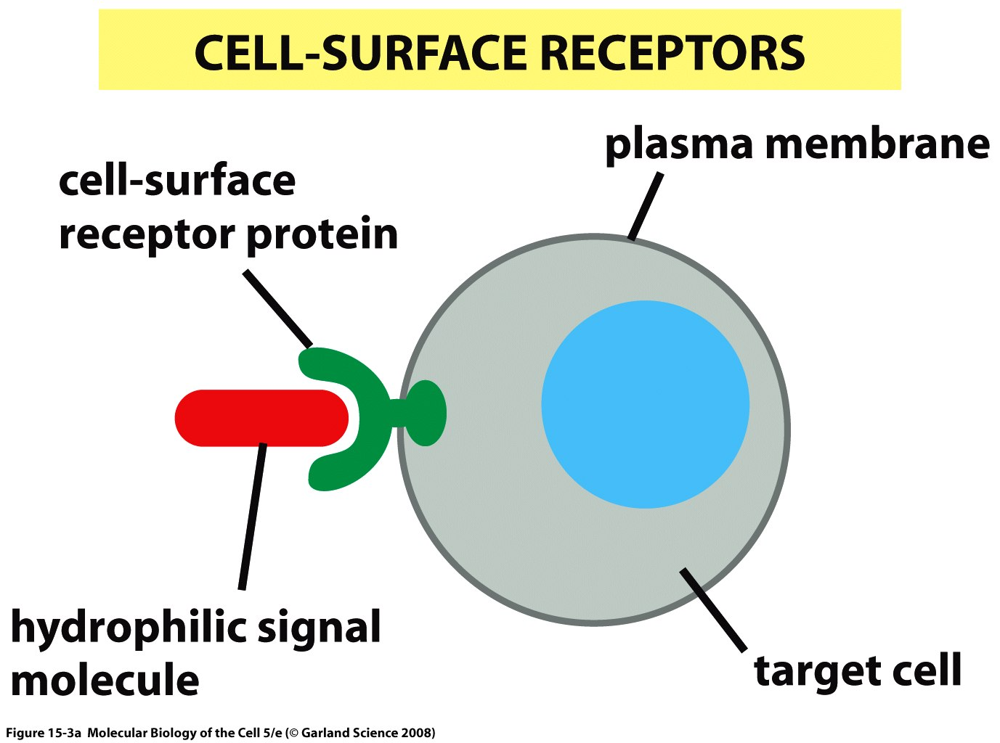 CELL-SURFACE RECEPTORS
plasma membrane
cell-surface
receptor protein
hydrophilic signal
molecule
target cell
Figure 15-3a  Molecular Biology of the Cell 5/e (© Garland Science 2008)